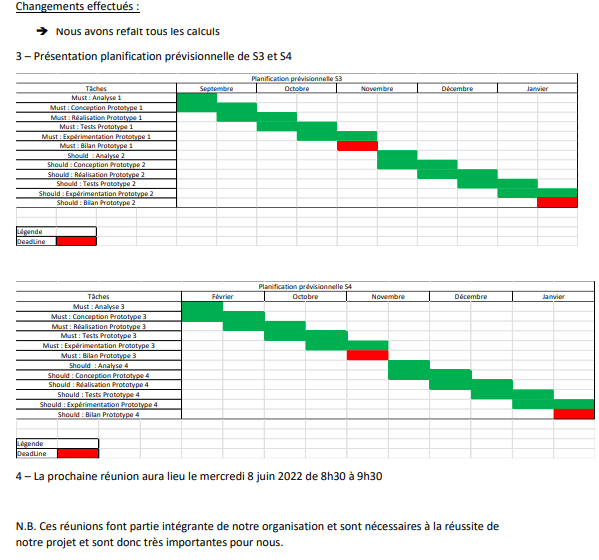 Changements effectués :
➔ Nous avons refait tous les calculs
3 – Présentation planification prévisionnelle de S3 et S4
Planification prévisionnelle S3
Tâches Septembre Octobre Novembre Décembre Janvier
Must : Analyse 1
Must : Conception Prototype 1
Must : Réalisation Prototype 1
Must : Tests Prototype 1
Must : Expérimentation Prototype 1
Must : Bilan Prototype 1
Should : Analyse 2
Should : Conception Prototype 2
Should : Réalisation Prototype 2
Should : Tests Prototype 2
Should : Expérimentation Prototype 2
Should : Bilan Prototype 2
Légende
DeadLine
Planification prévisionnelle S4
Tâches Février Octobre Novembre Décembre Janvier
Must : Analyse 3
Must : Conception Prototype 3
Must : Réalisation Prototype 3
Must : Tests Prototype 3
Must : Expérimentation Prototype 3
Must : Bilan Prototype 3
Should : Analyse 4
Should : Conception Prototype 4
Should : Réalisation Prototype 4
Should : Tests Prototype 4
Should : Expérimentation Prototype 4
Should : Bilan Prototype 4
Légende
DeadLine
4 – La prochaine réunion aura lieu le mercredi 8 juin 2022 de 8h30 à 9h30
N.B. Ces réunions font partie intégrante de notre organisation et sont nécessaires à la réussite de
notre projet et sont donc très importantes pour nous.